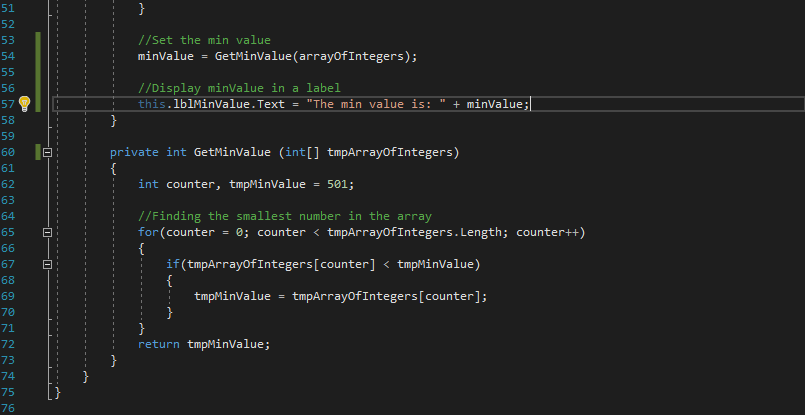 51 }
52
53 //Set the min value
54 minValue = GetMinValue(arrayOfIntegers);
55
56 //Display minValue in a label
57 this.lblMinValue.Text = "The min value is: " + minValue;
58 }
59
60 private int GetMinValue (int[] tmpArrayOfIntegers)
61 {
62 int counter, tmpMinValue = 501;
63
64 //Finding the smallest number in the array
65 for(counter = 0; counter < tmpArrayOfIntegers.Length; counter++)
66 {
67 if(tmpArrayOfIntegers[counter] < tmpMinValue)
68 {
69 tmpMinValue = tmpArrayOfIntegers[counter];
70 }
71 }
72 return tmpMinValue;
73 }
74 }
75 }
76